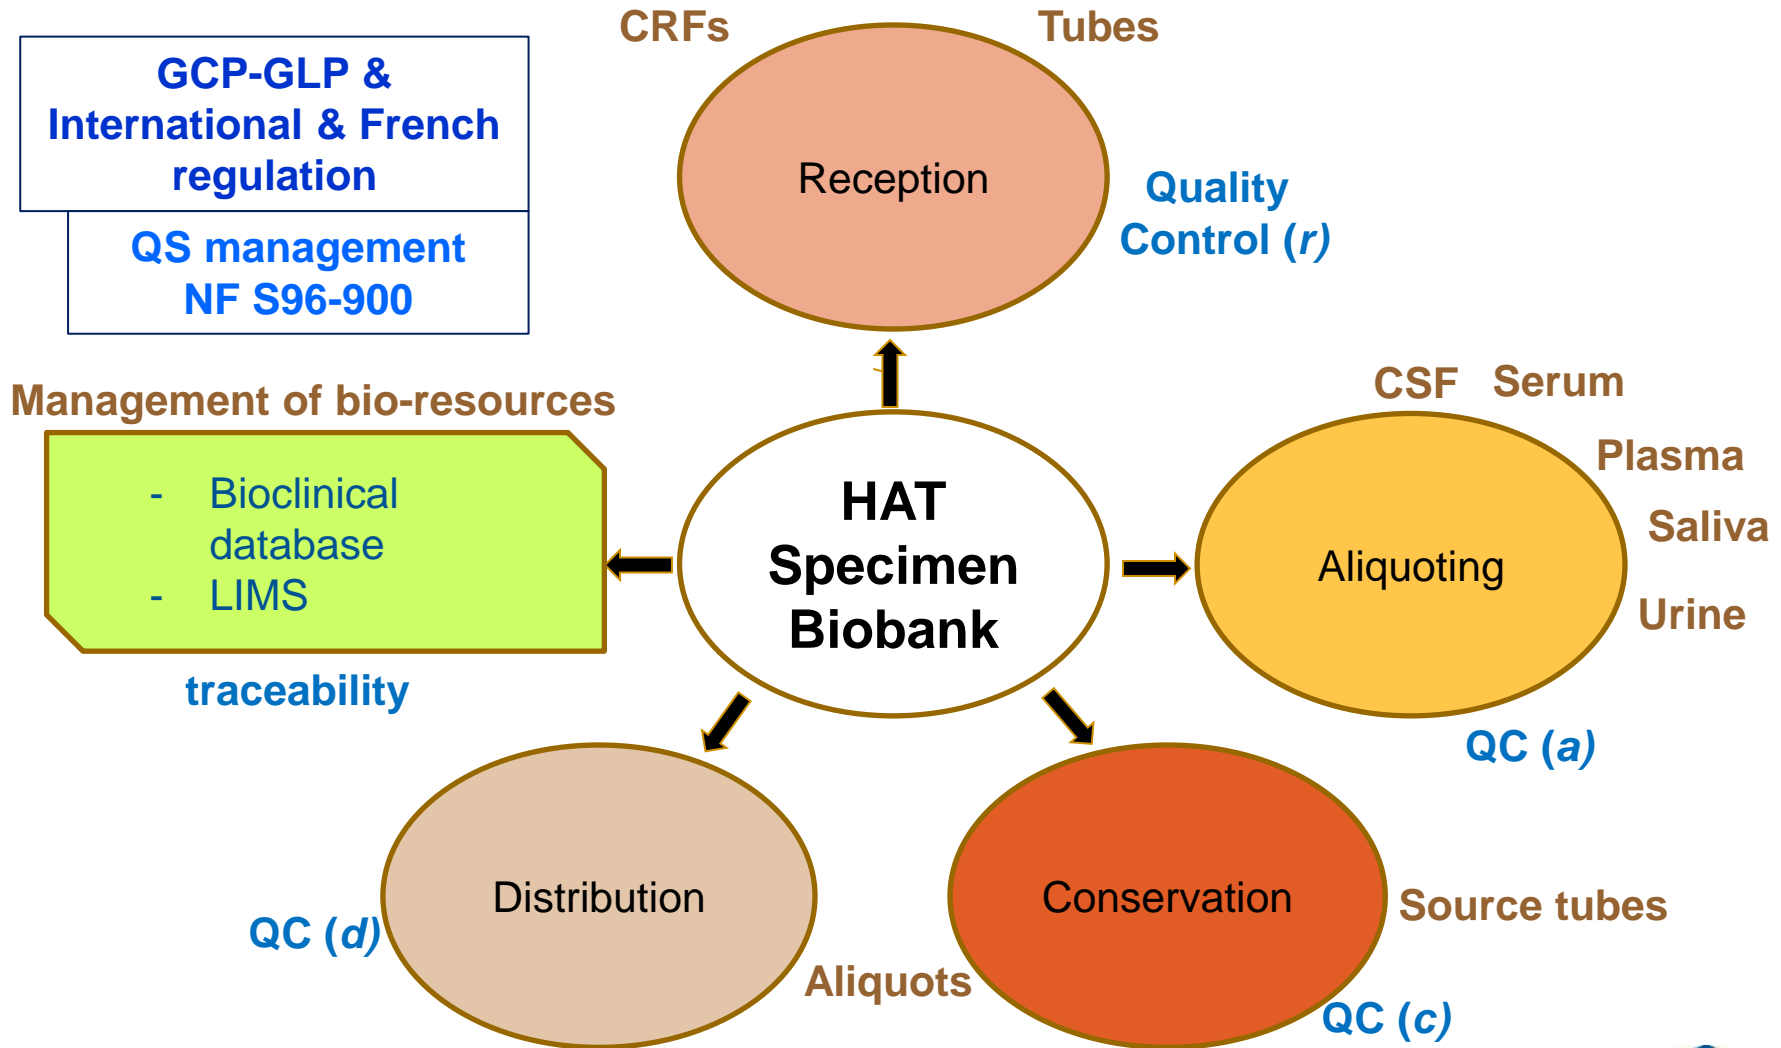 CRFs
Tubes
GCP-GLP &
International & French
regulation
QS management
NF S96-900
Reception
Quality
Control (r)
Management of bio-resources
- Bioclinical
database
- LIMS
traceability
HAT
Specimen
Biobank
CSF
Serum
Plasma
Saliva
Urine
Aliquoting
QC (a)
Distribution
QC (d)
Aliquots
Conservation
Source tubes
QC (c)